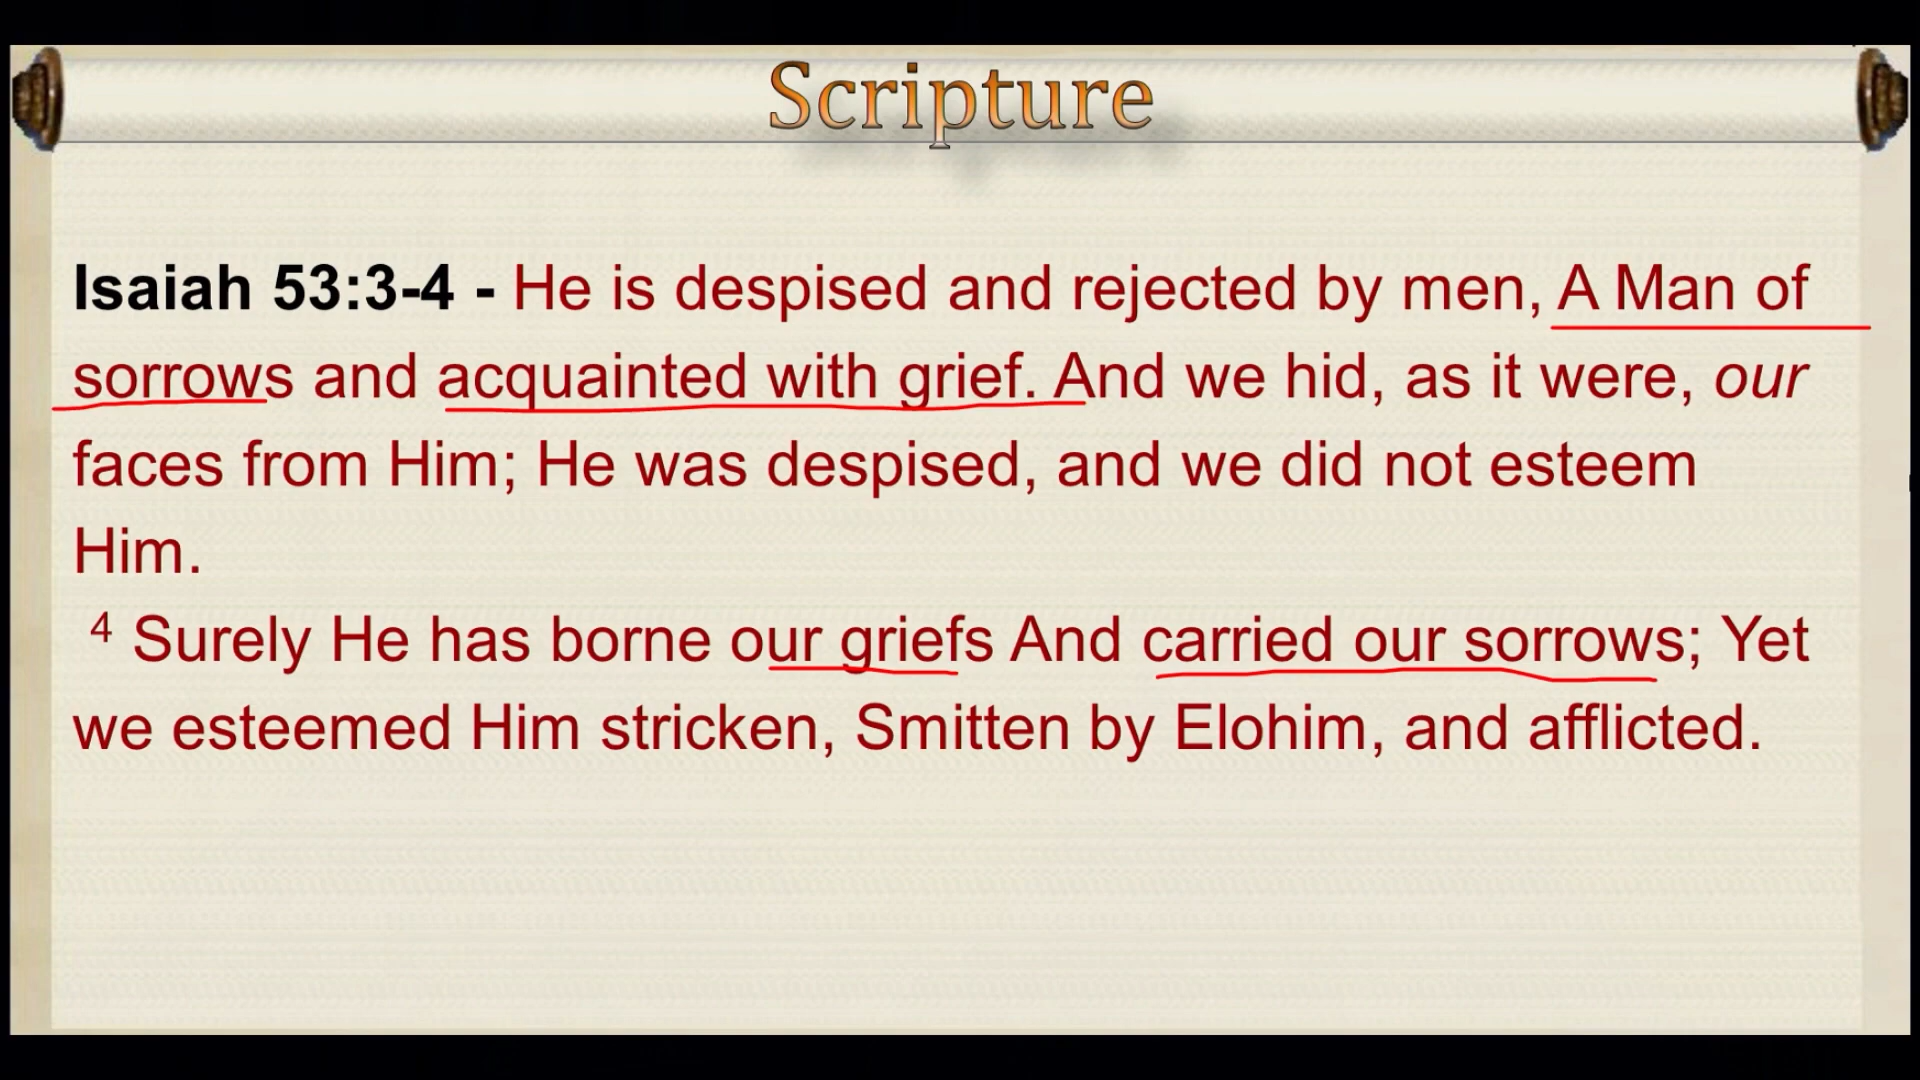 Scripture
Isaiah 53:3-4 - He is despised and rejected by men, A Man of
sorrows and acquainted with grief. And we hid, as it were, our
faces from Him; He was despised, and we did not esteem
Him.
4 Surely He has borne our griefs And carried our sorrows; Yet
we esteemed Him stricken, Smitten by Elohim, and afflicted.